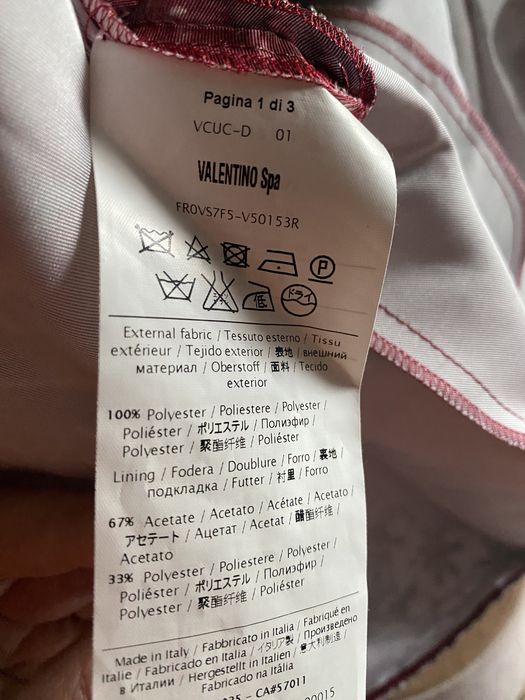 Pagina 1 di 3
VCUC-D 01
VALENTINO Spa
FR0VS7F5-V50153R
P
低 ドライ
External fabric / Tessuto esterno / Tissu
extérieur / Tejido exterior / 表地 / внешний
материал / Oberstoff / 面料 / Tecido
exterior
100% Polyester / Poliestere / Polyester /
Poliéster / ポリエステル / Полиэфир /
Polyester / 聚酯纤维 / Poliéster
Lining / Fodera / Doublure / Forro / 裏地 /
подкладка / Futter / 衬里 / Forro
67% Acetate / Acetato / Acétate / Acetato /
アセテート / Ацетат / Acetat / 醋酯纤维 /
Acetato
33% Polyester / Poliestere / Polyester /
Poliéster / ポリエステル / Полиэфир /
Polyester / 聚酯纤维 / Poliéster
Made in Italy / Fabbricato in Italia / Fabriqué en
Italie / Fabricado en Italia / イタリア製 / Произведено
в Италии / Hergestellt in Italien / 意大利制造 /
Fabricado na Itália
CA#57011
00015